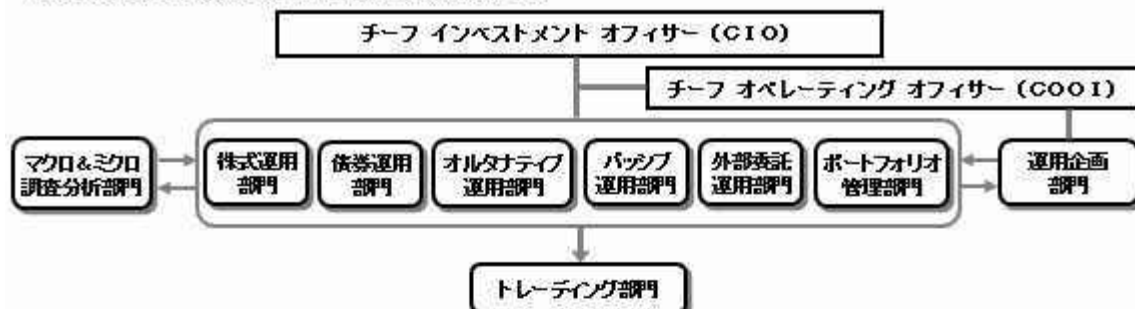 チーフ インベストメント オフィサー (CIO)
チーフ オペレーティング オフィサー (COOI)
マクロ&ミクロ
調査分析部門
株式運用
部門
債券運用
部門
オルタナティブ
運用部門
パッシブ
運用部門
外部委託
運用部門
ポートフォリオ
管理部門
運用企画
部門
トレーディング部門